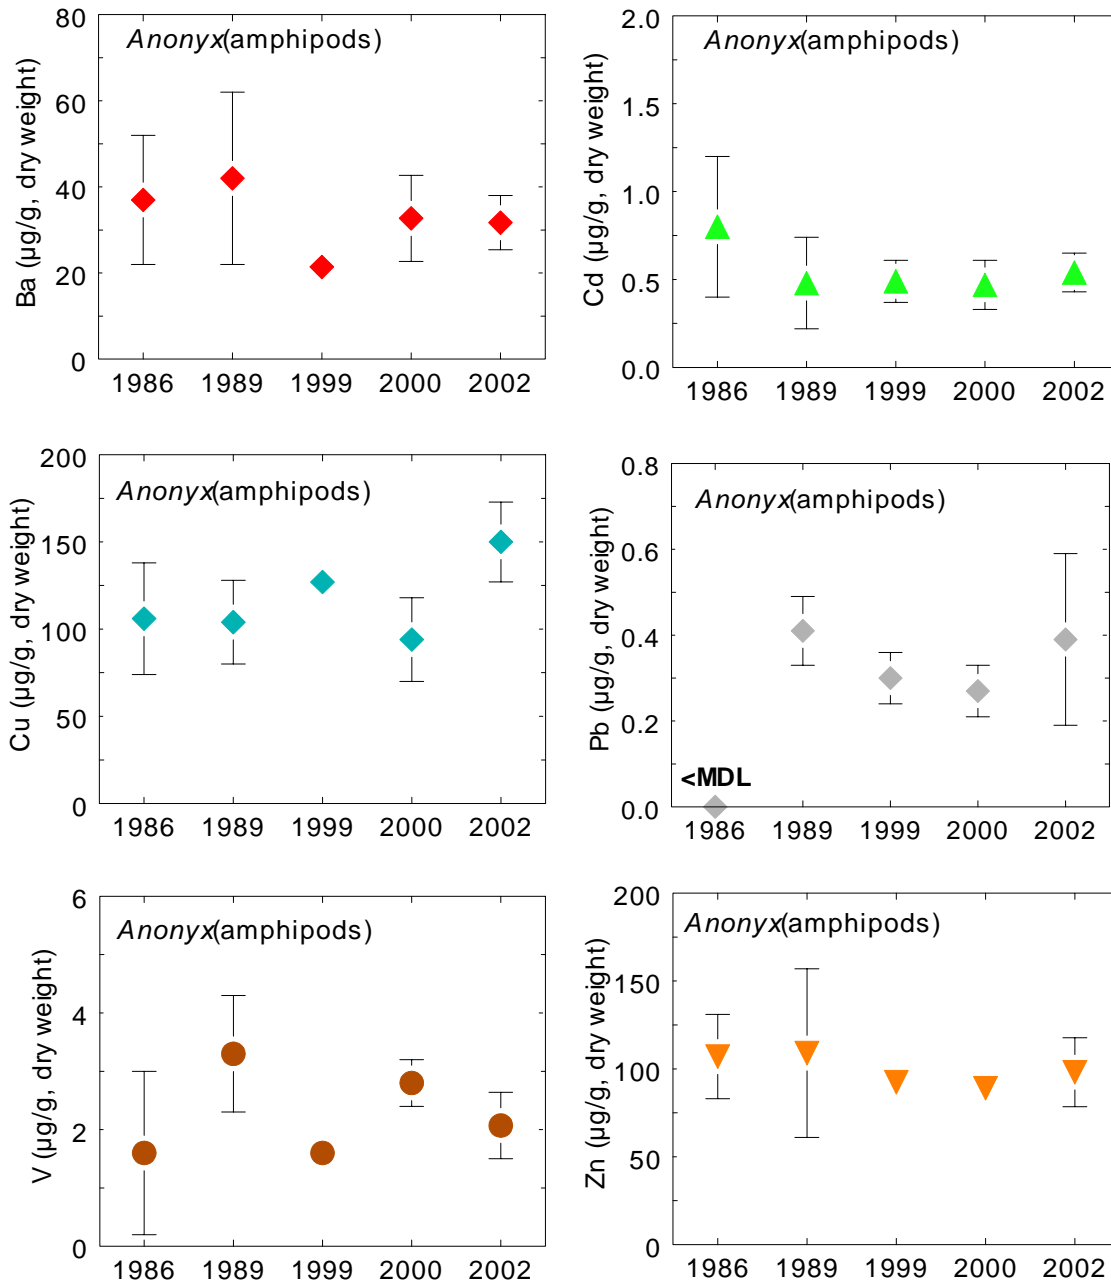 80
60
40
20
0
Ba (µg/g, dry weight)
Anonyx(amphipods)
1986 1989 1999 2000 2002
2.0
1.5
1.0
0.5
0.0
Cd (µg/g, dry weight)
Anonyx(amphipods)
1986 1989 1999 2000 2002
200
150
100
50
0
Cu (µg/g, dry weight)
Anonyx(amphipods)
1986 1989 1999 2000 2002
0.8
0.6
0.4
0.2
0.0
Pb (µg/g, dry weight)
Anonyx(amphipods)
<MDL
1986 1989 1999 2000 2002
6
4
2
0
V (µg/g, dry weight)
Anonyx(amphipods)
1986 1989 1999 2000 2002
200
150
100
50
0
Zn (µg/g, dry weight)
Anonyx(amphipods)
1986 1989 1999 2000 2002